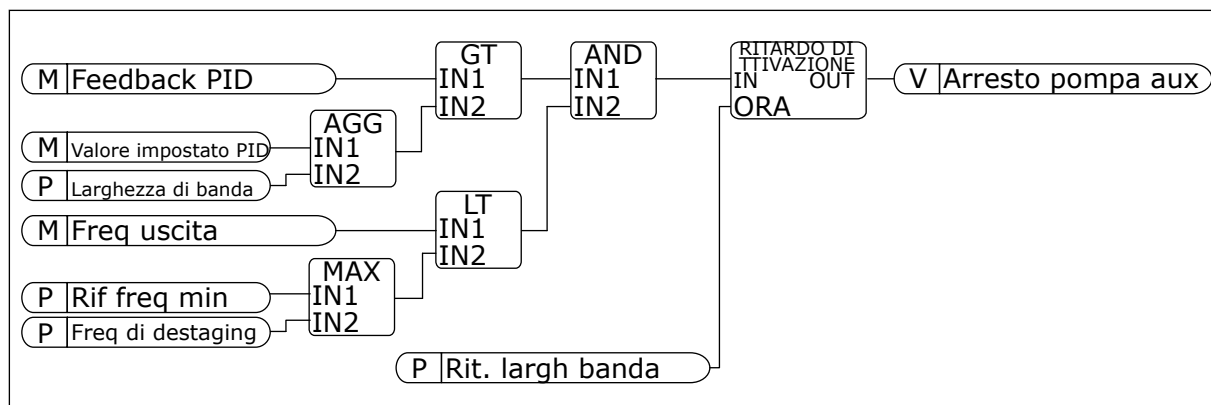 M Feedback PID
GT
IN1
IN2
AND
IN1
IN2
RITARDO DI
TTIVAZIONE
IN OUT
ORA
V Arresto pompa aux
M Valore impostato PID
P Larghezza di banda
AGG
IN1
IN2
M Freq uscita
LT
IN1
IN2
P Rif freq min
P Freq di destaging
MAX
IN1
IN2
P Rit. largh banda